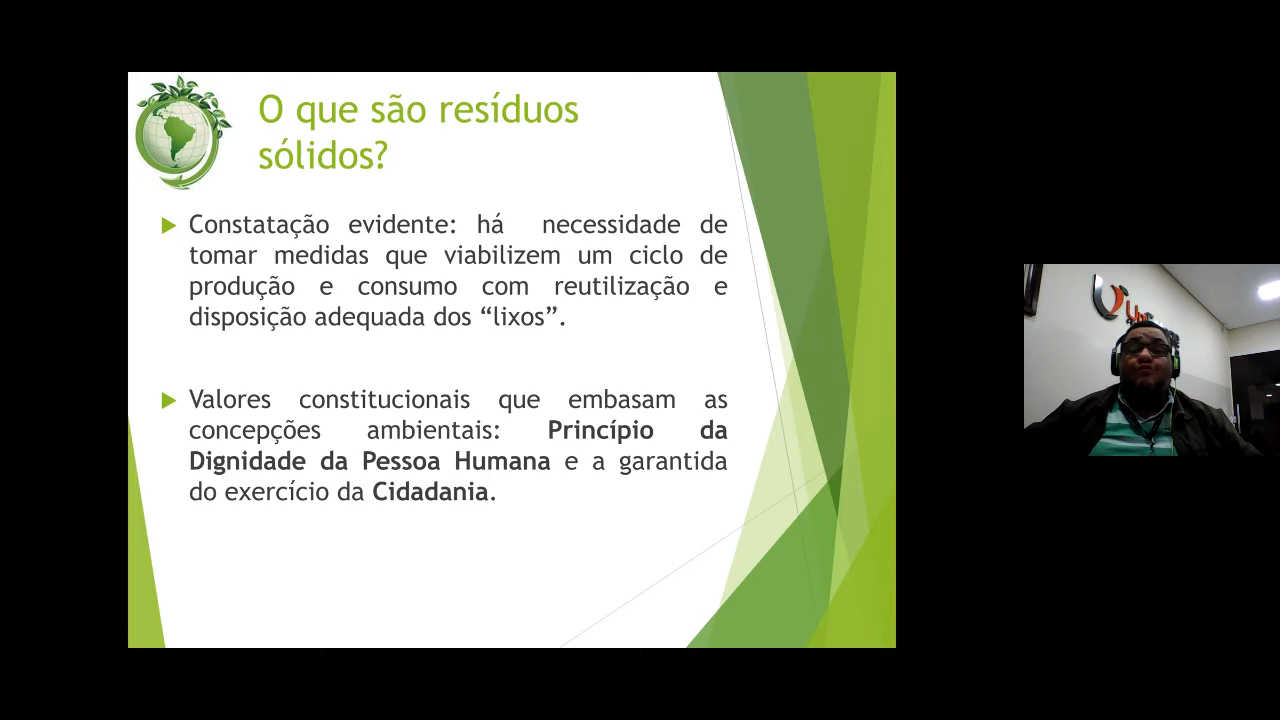 O que são resíduos
sólidos?
Constatação evidente: há necessidade de
tomar medidas que viabilizem um ciclo de
produção e consumo com reutilização e
disposição adequada dos “lixos”.
Valores constitucionais que embasam as
concepções ambientais: Princípio da
Dignidade da Pessoa Humana e a garantida
do exercício da Cidadania.